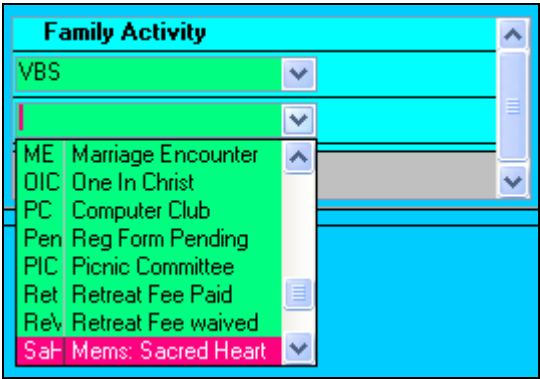 Family Activity
VBS
ME Marriage Encounter
OIC One In Christ
PC Computer Club
Pen Reg Form Pending
PIC Picnic Committee
Ret Retreat Fee Paid
Retreat Fee waived
Mems: Sacred Heart